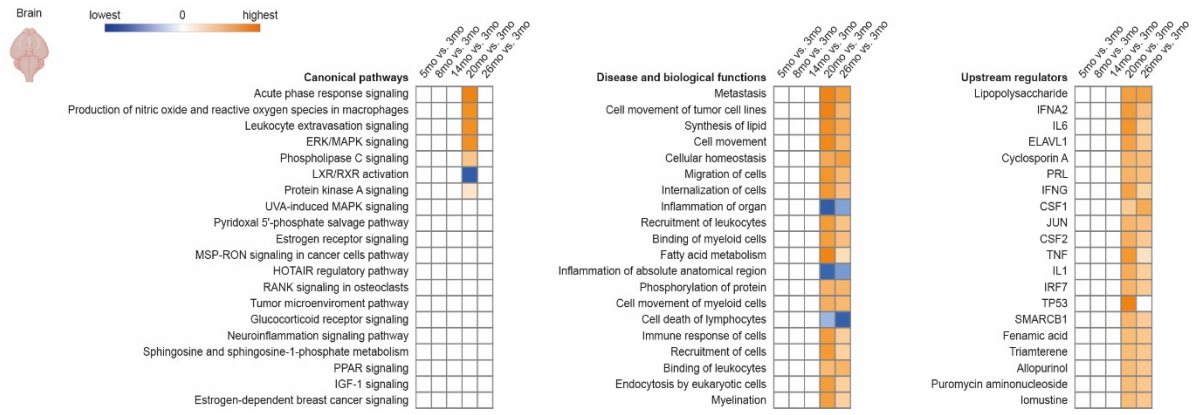 Brain
lowest 0 highest
Canonical pathways
5mo vs. 3mo
8mo vs. 3mo
14mo vs. 3mo
20mo vs. 3mo
26mo vs. 3mo
Acute phase response signaling
Production of nitric oxide and reactive oxygen species in macrophages
Leukocyte extravasation signaling
ERK/MAPK signaling
Phospholipase C signaling
LXR/RXR activation
Protein kinase A signaling
UVA-induced MAPK signaling
Pyridoxal 5'-phosphate salvage pathway
Estrogen receptor signaling
MSP-RON signaling in cancer cells pathway
HOTAIR regulatory pathway
RANK signaling in osteoclasts
Tumor microenviroment pathway
Glucocorticoid receptor signaling
Neuroinflammation signaling pathway
Sphingosine and sphingosine-1-phosphate metabolism
PPAR signaling
IGF-1 signaling
Estrogen-dependent breast cancer signaling
Disease and biological functions
5mo vs. 3mo
8mo vs. 3mo
14mo vs. 3mo
20mo vs. 3mo
26mo vs. 3mo
Metastasis
Cell movement of tumor cell lines
Synthesis of lipid
Cell movement
Cellular homeostasis
Migration of cells
Internalization of cells
Inflammation of organ
Recruitment of leukocytes
Binding of myeloid cells
Fatty acid metabolism
Inflammation of absolute anatomical region
Phosphorylation of protein
Cell movement of myeloid cells
Cell death of lymphocytes
Immune response of cells
Recruitment of cells
Binding of leukocytes
Endocytosis by eukaryotic cells
Myelination
Upstream regulators
5mo vs. 3mo
8mo vs. 3mo
14mo vs. 3mo
20mo vs. 3mo
26mo vs. 3mo
Lipopolysaccharide
IFNA2
IL6
ELAVL1
Cyclosporin A
PRL
IFNG
CSF1
JUN
CSF2
TNF
IL1
IRF7
TP53
SMARCB1
Fenamic acid
Triamterene
Allopurinol
Puromycin aminonucleoside
lomustine